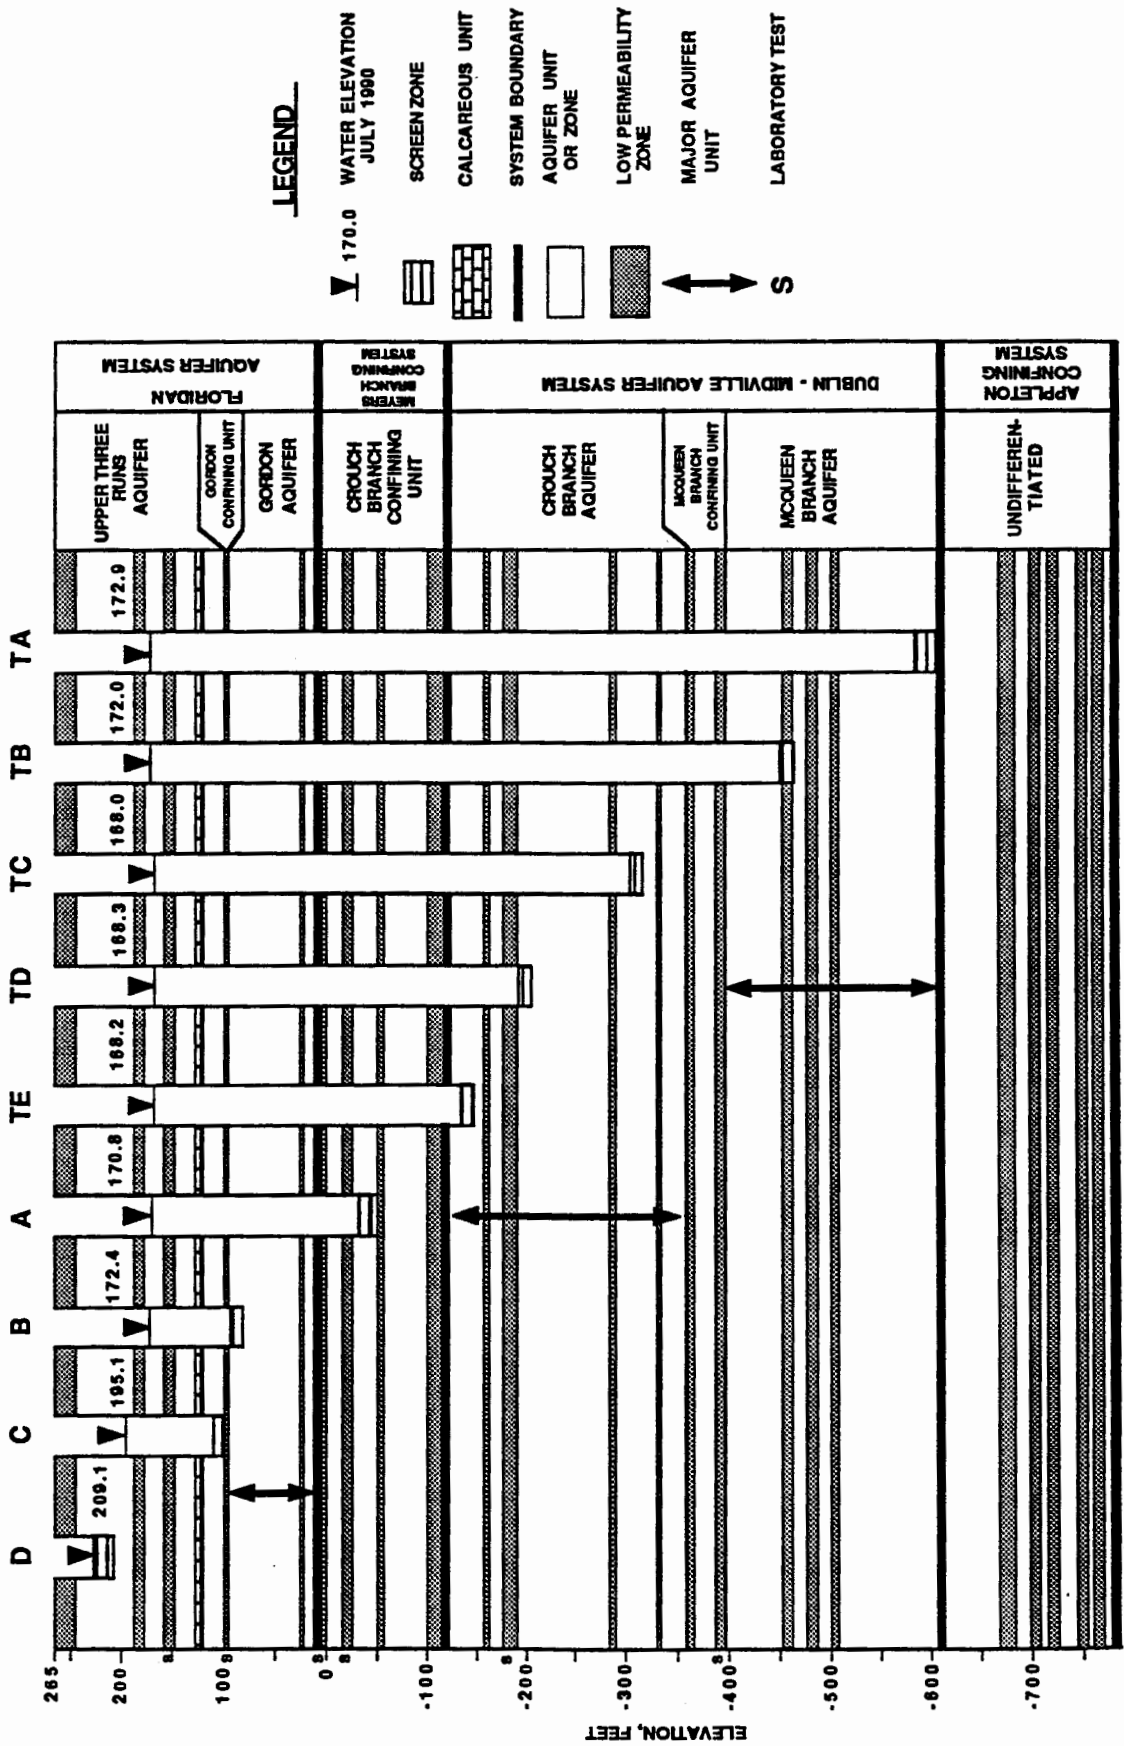 D
C
B
A
TE
TD
TC
TB
TA
209.1
195.1
172.4
170.8
168.2
168.3
168.0
172.0
172.9
265
200
100
0
-100
-200
-300
-400
-500
-600
-700
S
S
S
S
S
S
ELEVATION, FEET
UPPER THREE
RUNS
AQUIFER
GORDON
CONFINING UNIT
GORDON
AQUIFER
CROUCH
BRANCH
CONFINING
UNIT
CROUCH
BRANCH
AQUIFER
MCQUEEN
BRANCH
CONFINING UNIT
MCQUEEN
BRANCH
AQUIFER
UNDIFFEREN-
TIATED
FLORIDAN
AQUIFER SYSTEM
MEYERS
BRANCH
CONFINING
SYSTEM
DUBLIN - MIDVILLE AQUIFER SYSTEM
APPLETON
CONFINING
SYSTEM
LEGEND
170.0 WATER ELEVATION
JULY 1990
SCREEN ZONE
CALCAREOUS UNIT
SYSTEM BOUNDARY
AQUIFER UNIT
OR ZONE
LOW PERMEABILITY
ZONE
MAJOR AQUIFER
UNIT
S LABORATORY TEST